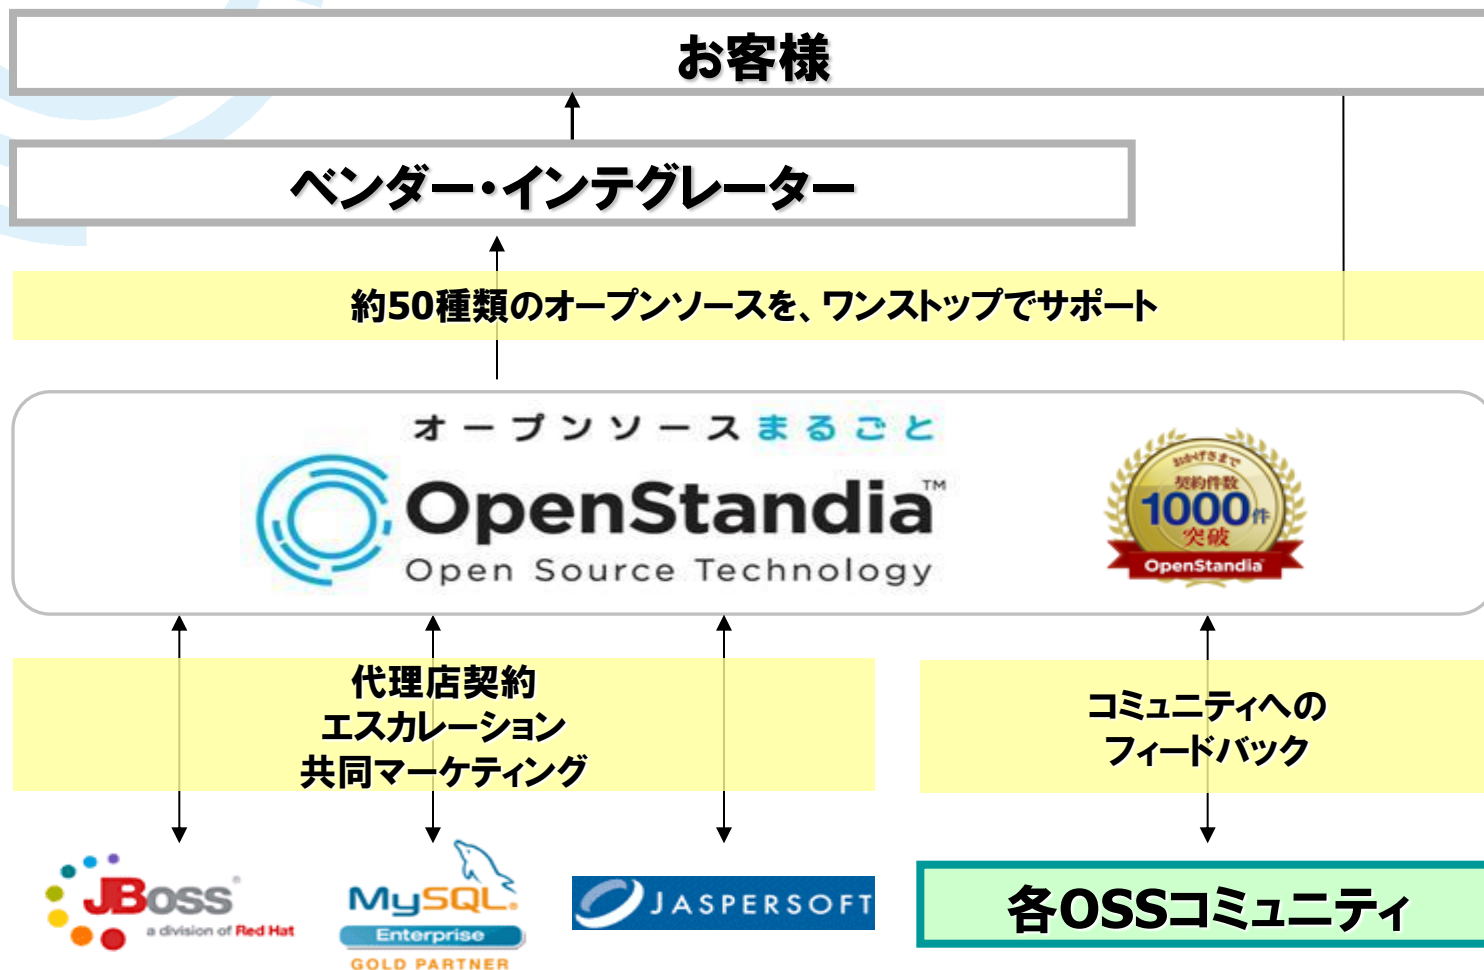 お客様
ベンダー・インテグレーター
約50種類のオープンソースを、ワンストップでサポート
オープンソースまるごと
OpenStandia™
Open Source Technology
おかげさまで
契約件数
1000件
突破
OpenStandia
代理店契約
エスカレーション
共同マーケティング
コミュニティへの
フィードバック
JBoss®
a division of Red Hat
MySQL.
Enterprise
GOLD PARTNER
JASPERSOFT
各OSSコミュニティ